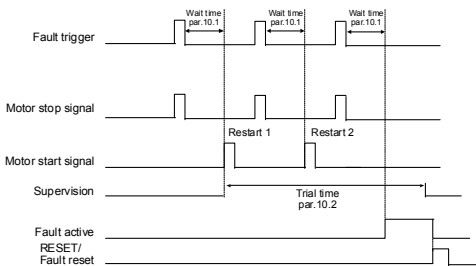 Wait time Wait time Wait time
par.10.1 par.10.1 par.10.1
Fault trigger
Motor stop signal
Restart 1 Restart 2
Motor start signal
Supervision
Trial time
par.10.2
Fault active
RESET/
Fault reset